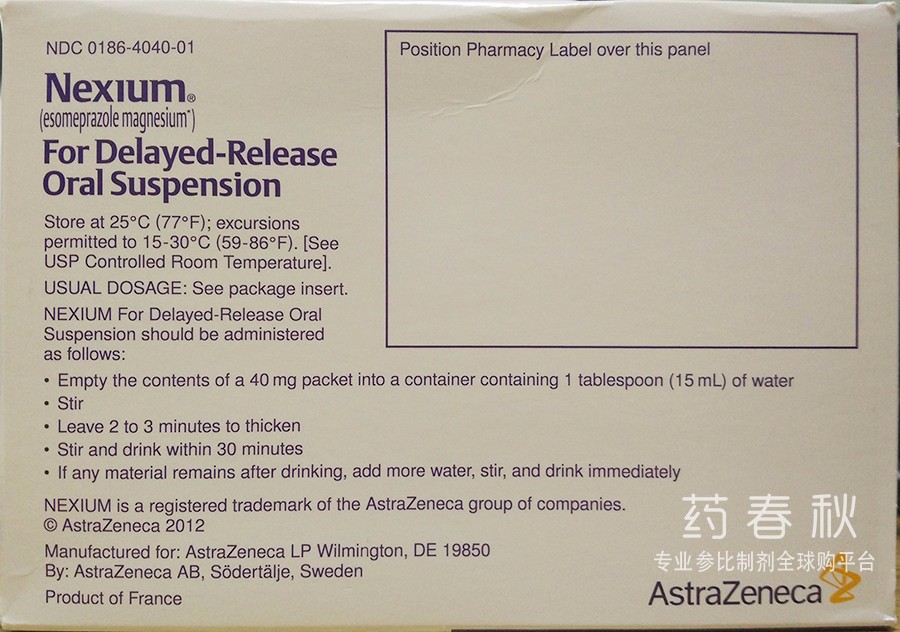 NDC 0186-4040-01
Nexium®
(esomeprazole magnesium*)
For Delayed-Release
Oral Suspension
Store at 25°C (77°F); excursions
permitted to 15-30°C (59-86°F). [See
USP Controlled Room Temperature].
USUAL DOSAGE: See package insert.
NEXIUM For Delayed-Release Oral
Suspension should be administered
as follows:
Position Pharmacy Label over this panel
• Empty the contents of a 40 mg packet into a container containing 1 tablespoon (15 mL) of water
• Stir
• Leave 2 to 3 minutes to thicken
• Stir and drink within 30 minutes
• If any material remains after drinking, add more water, stir, and drink immediately
NEXIUM is a registered trademark of the AstraZeneca group of companies.
© AstraZeneca 2012
Manufactured for: AstraZeneca LP Wilmington, DE 19850
By: AstraZeneca AB, Södertälje, Sweden
Product of France
药春秋
专业参比制剂全球购平台
AstraZeneca